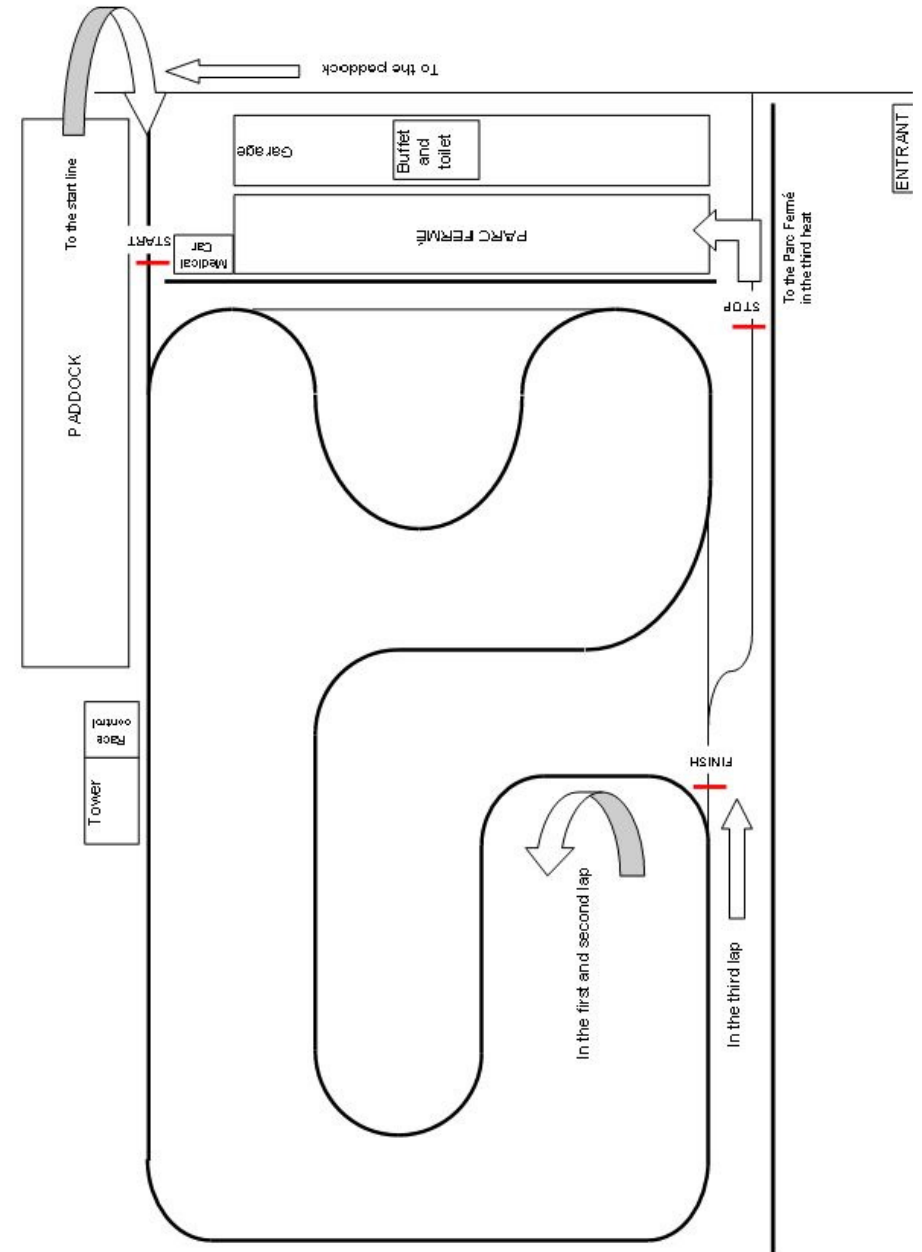 To the paddock
To the start line
START
Medical
Car
Garage
Buffet
and
toilet
PARC FERMÉ
ENTRANT
To the Parc Fermé
in the third heat
STOP
PADDOCK
Race
control
Tower
FINISH
In the first and second lap
In the third lap